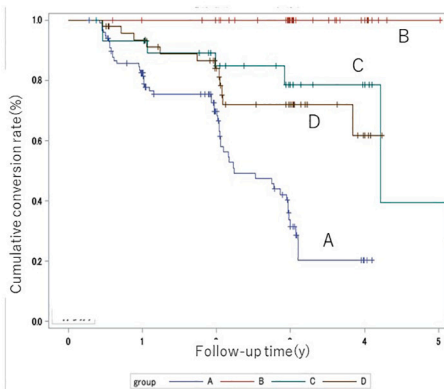 1.0
0.8
0.6
0.4
0.2
0.0
Cumulative conversion rate(%)
B
C
D
A
0 1 2 3 4 5
Follow-up time(y)
group A B C D